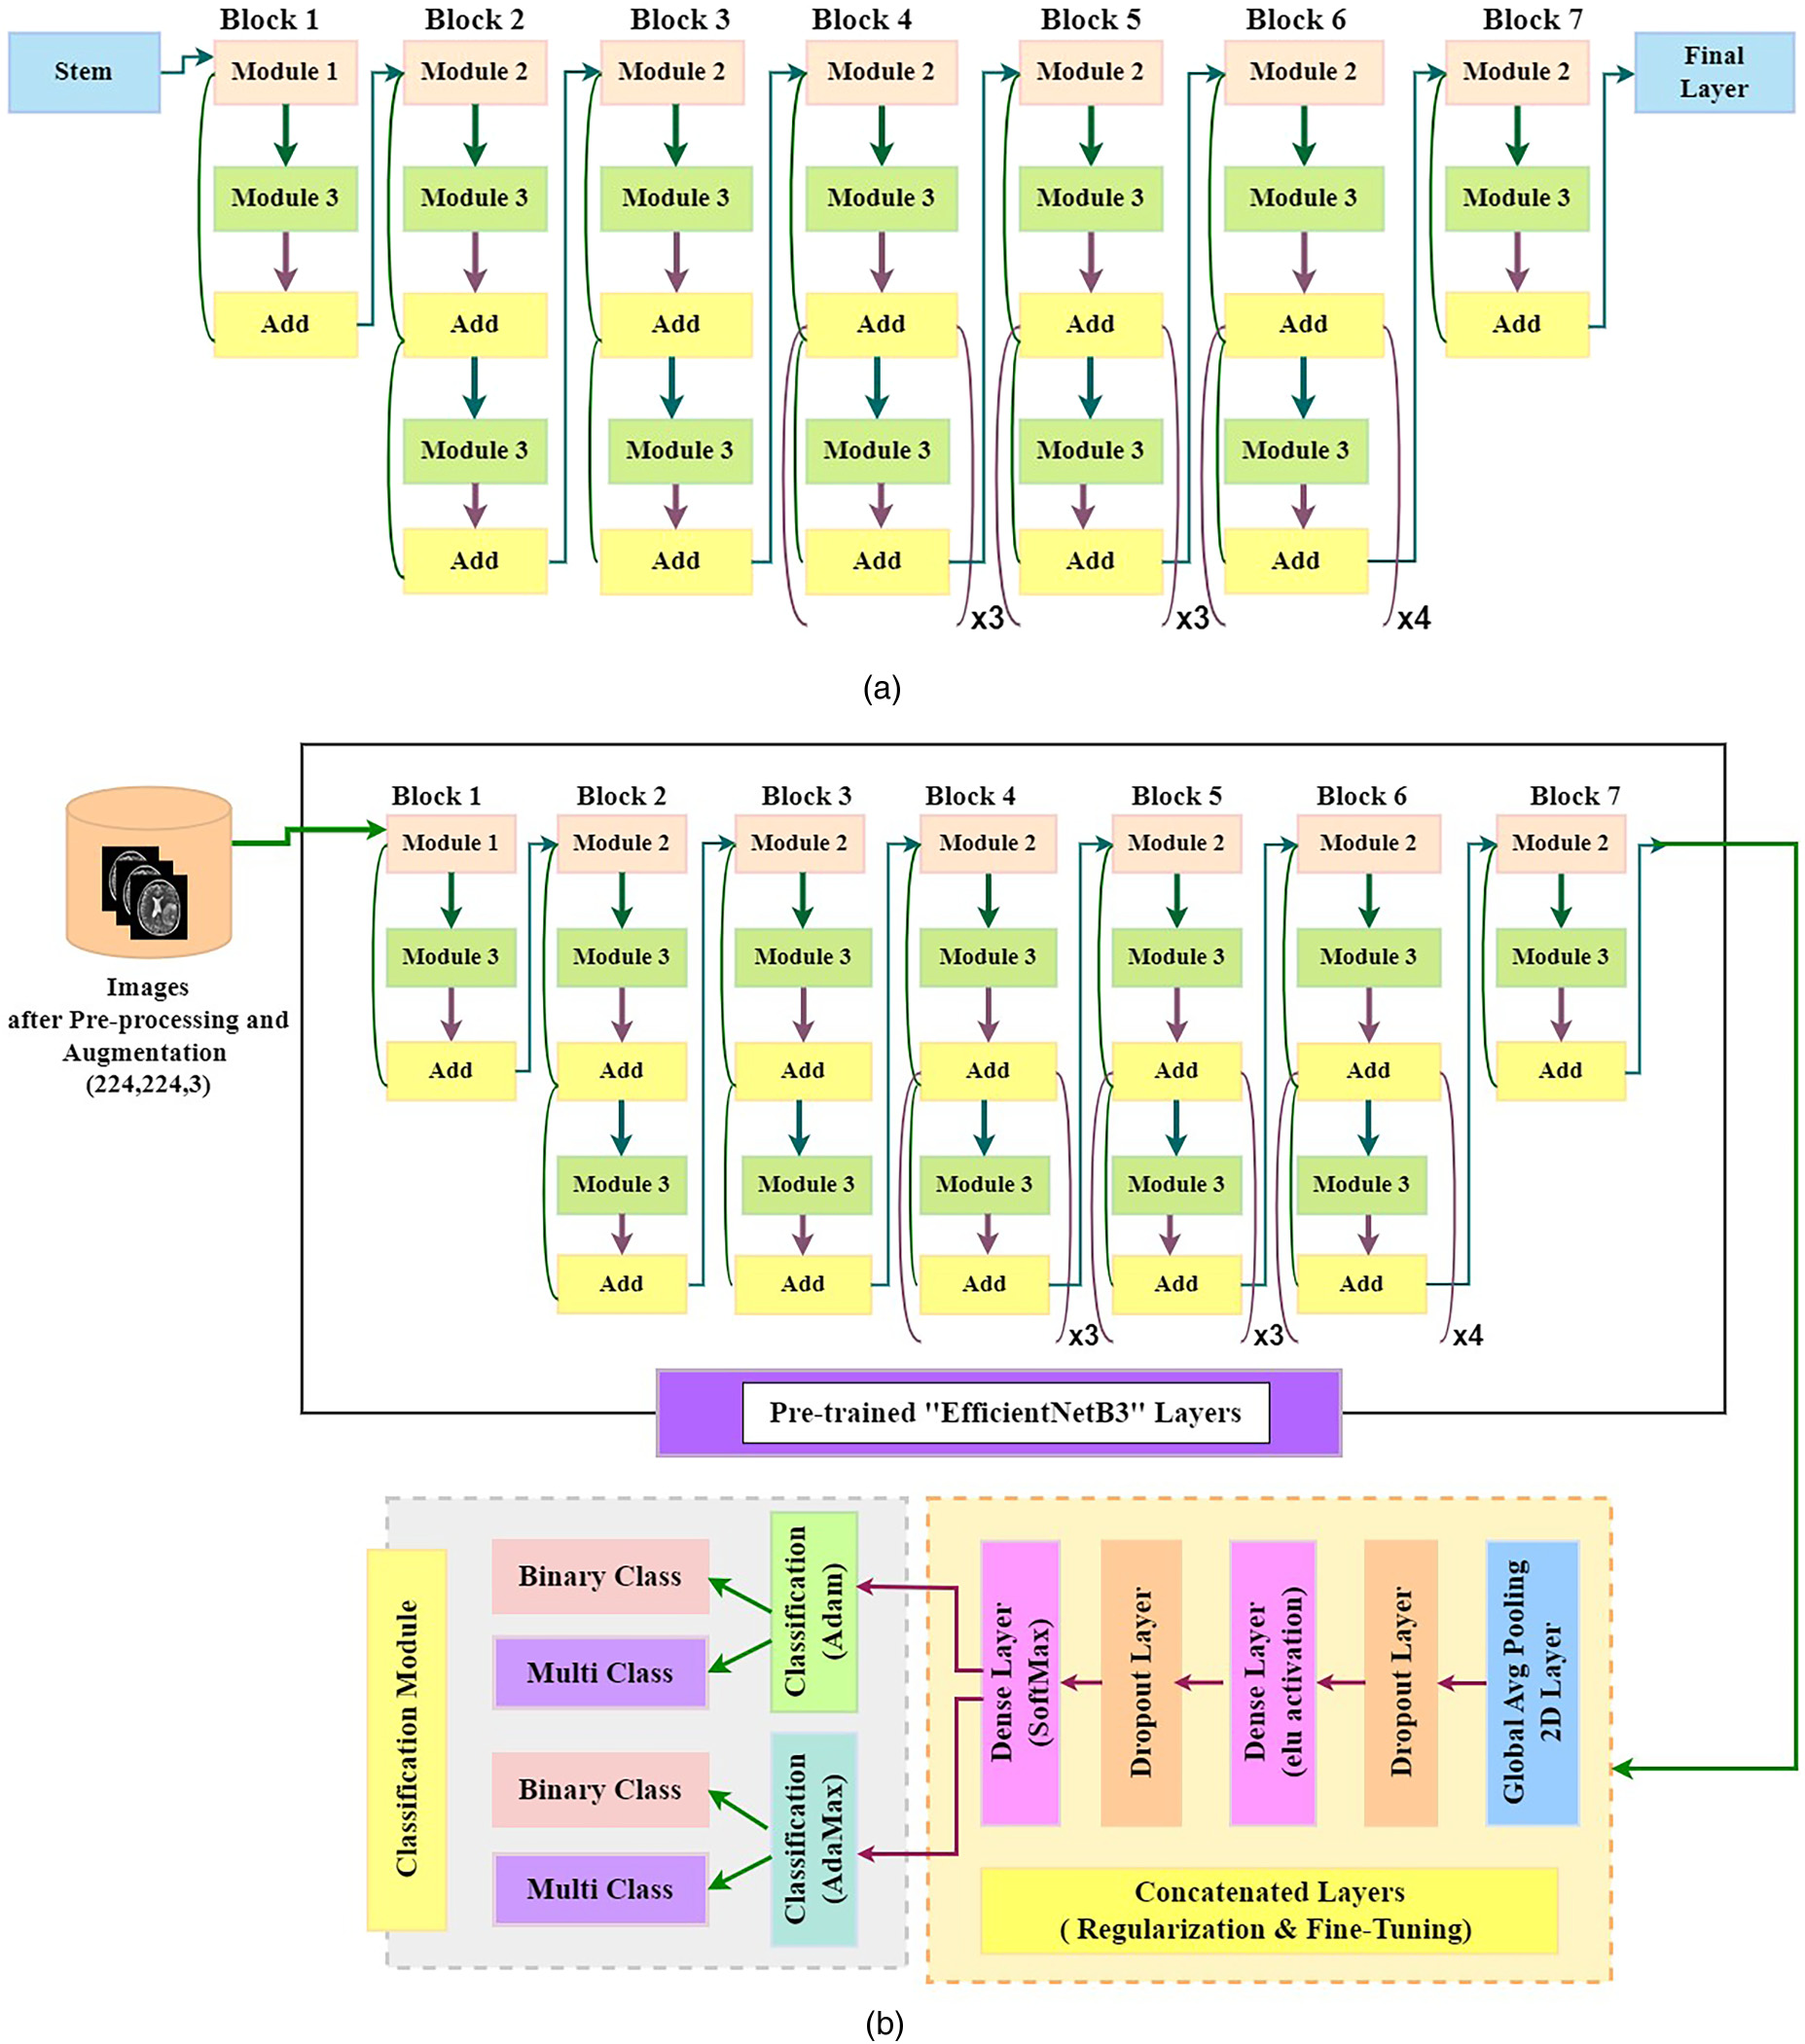 Block 1 Block 2 Block 3 Block 4 Block 5 Block 6 Block 7
Stem Module 1 Module 2 Module 2 Module 2 Module 2 Module 2 Module 2 Final
Layer
Module 3 Module 3 Module 3 Module 3 Module 3 Module 3 Module 3
Add Add Add Add Add Add Add
Module 3 Module 3 Module 3 Module 3 Module 3
Add Add Add Add Add
x3 x3 x4
(a)
Block 1 Block 2 Block 3 Block 4 Block 5 Block 6 Block 7
Module 1 Module 2 Module 2 Module 2 Module 2 Module 2 Module 2
Module 3 Module 3 Module 3 Module 3 Module 3 Module 3 Module 3
Add Add Add Add Add Add Add
Module 3 Module 3 Module 3 Module 3 Module 3
Add Add Add Add Add
x3 x3 x4
Images
after Pre-processing and
Augmentation
(224,224,3)
Pre-trained "EfficientNetB3" Layers
Classification Module
Binary Class
Multi Class
Classification
(Adam)
Binary Class
Multi Class
Classification
(AdaMax)
Dense Layer
(SoftMax)
Dropout Layer
Dense Layer
(elu activation)
Dropout Layer
Global Avg Pooling
2D Layer
Concatenated Layers
( Regularization & Fine-Tuning)
(b)